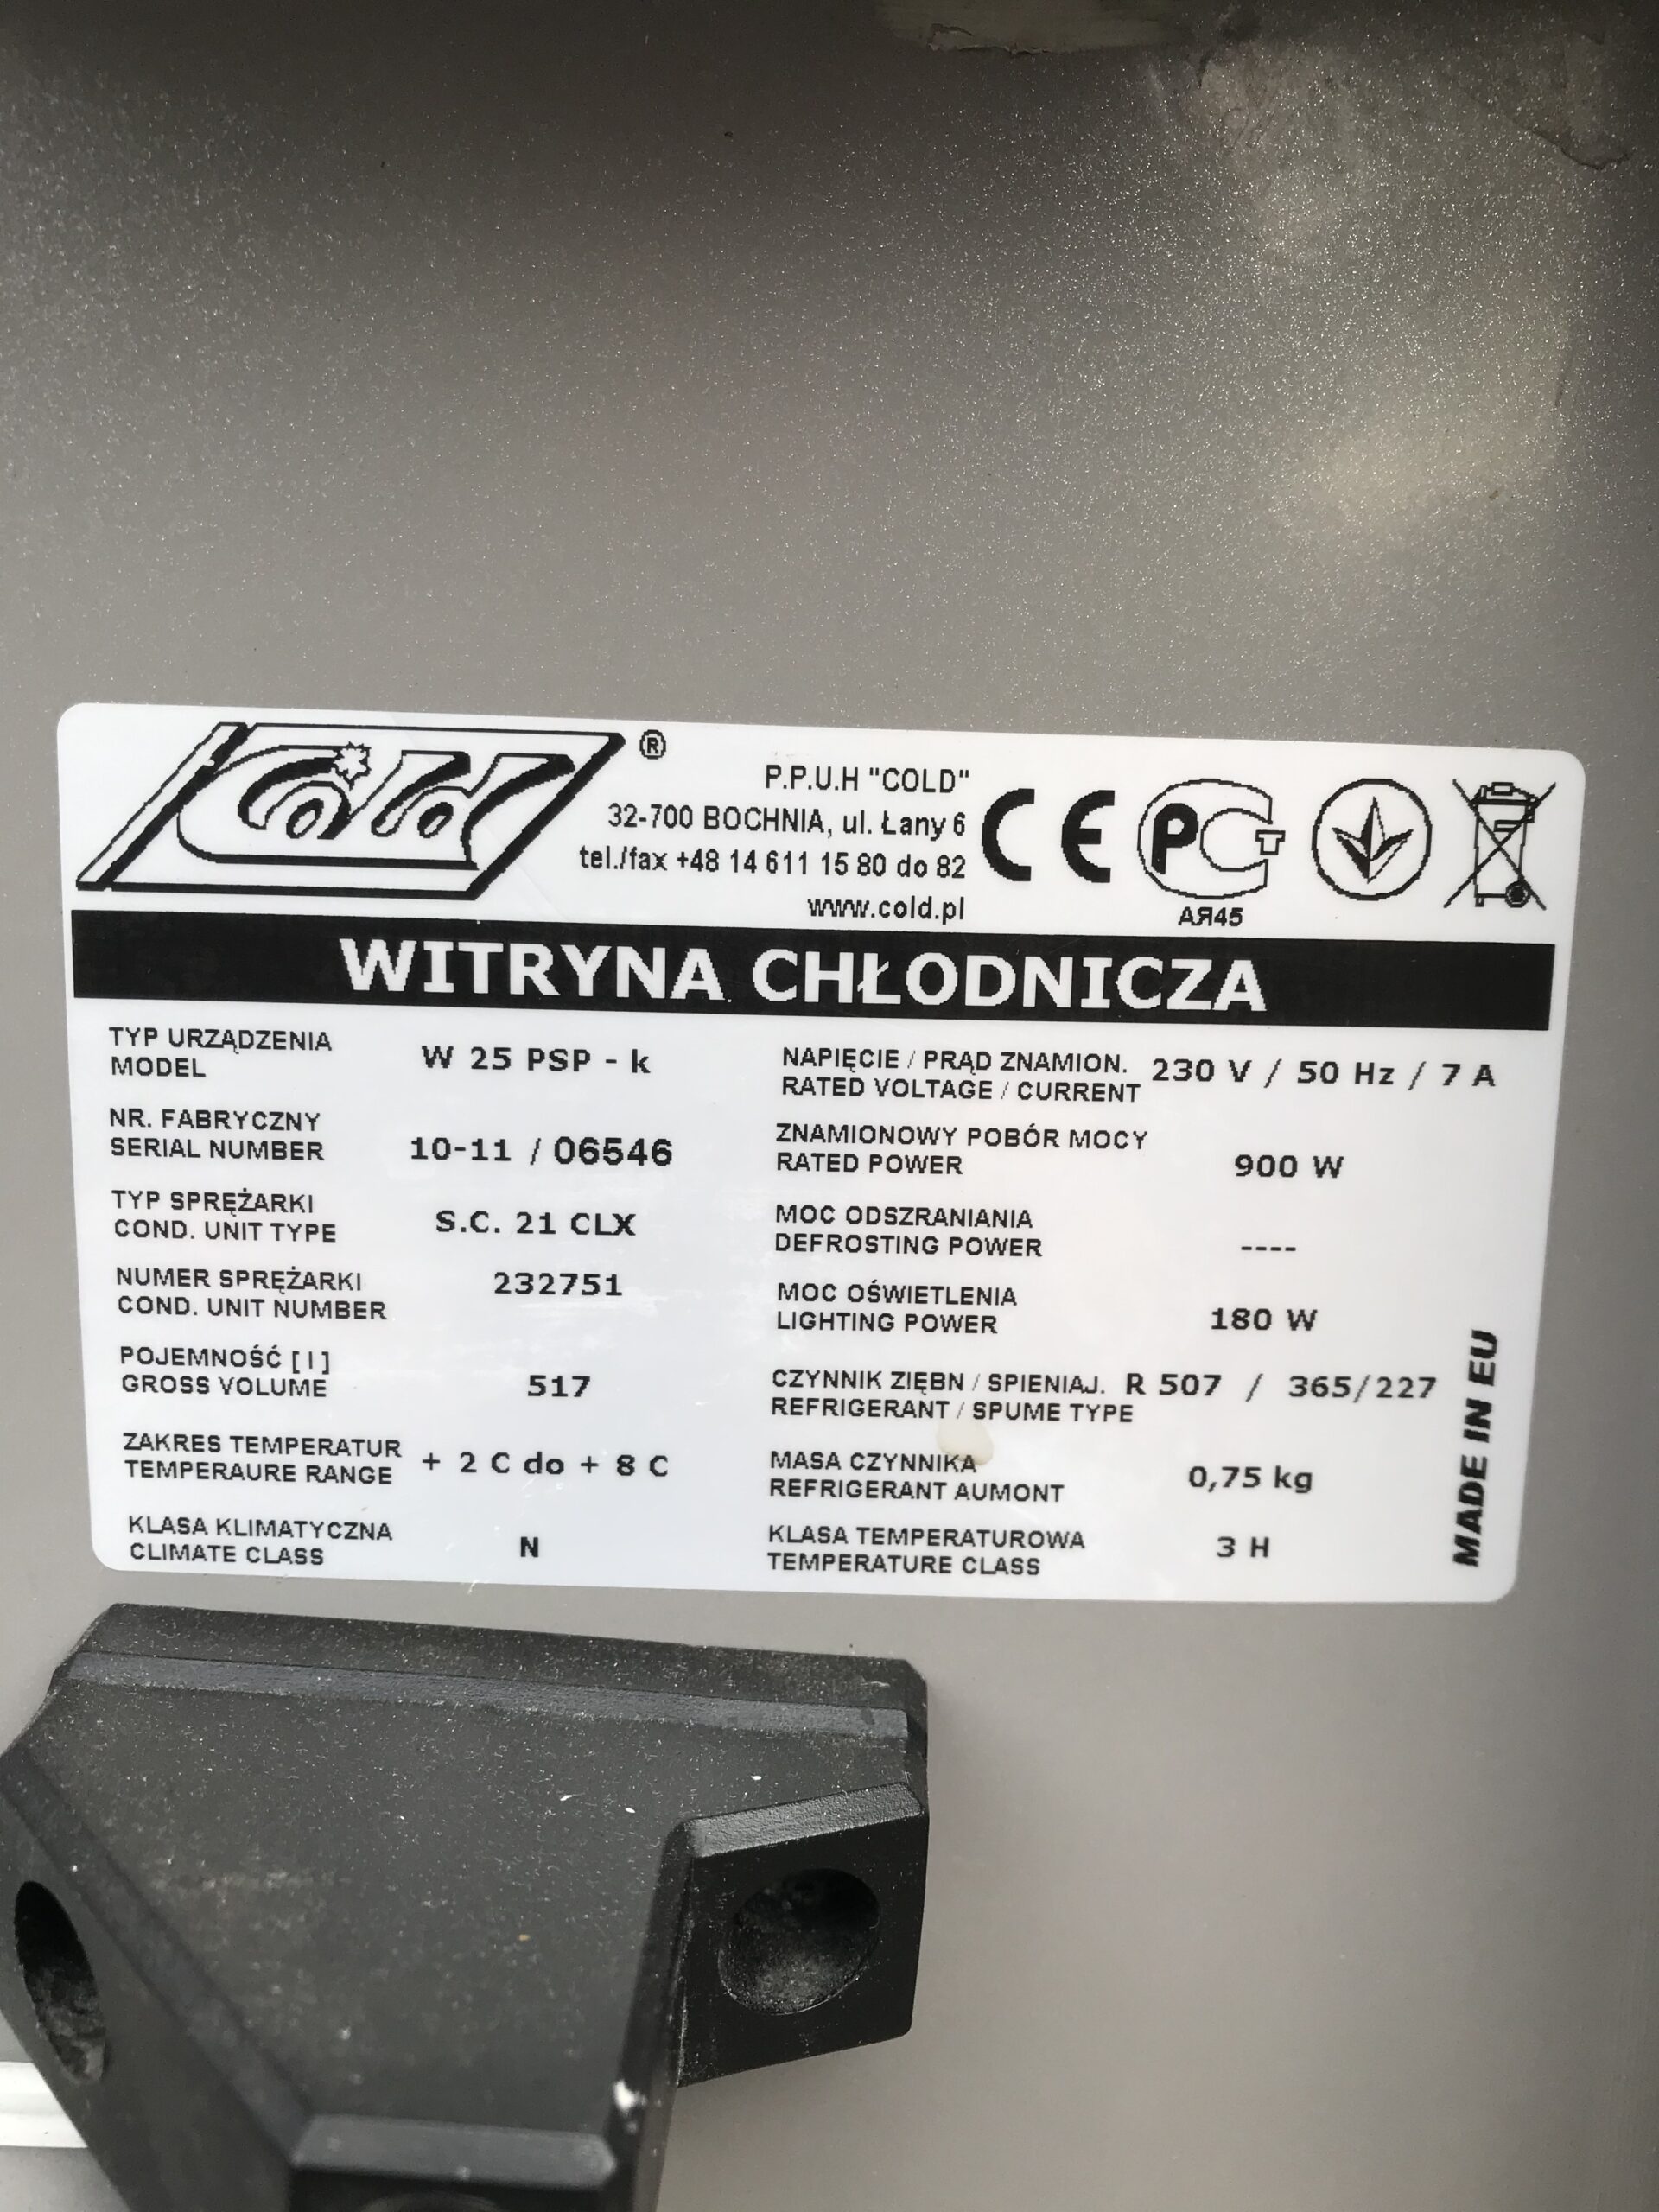 Cold ®
P.P.U.H "COLD"
32-700 BOCHNIA, ul. Łany 6
tel./fax +48 14 611 15 80 do 82
www.cold.pl
CE
PCT
АЯ45
WITRYNA CHŁODNICZA
TYP URZĄDZENIA
MODEL
W 25 PSP - k
NR. FABRYCZNY
SERIAL NUMBER
10-11 / 06546
TYP SPRĘŻARKI
COND. UNIT TYPE
S.C. 21 CLX
NUMER SPRĘŻARKI
COND. UNIT NUMBER
232751
POJEMNOŚĆ [ l ]
GROSS VOLUME
517
ZAKRES TEMPERATUR
TEMPERAURE RANGE
+ 2 C do + 8 C
KLASA KLIMATYCZNA
CLIMATE CLASS
N
NAPIĘCIE / PRĄD ZNAMION.
RATED VOLTAGE / CURRENT
230 V / 50 Hz / 7 A
ZNAMIONOWY POBÓR MOCY
RATED POWER
900 W
MOC ODSZRANIANIA
DEFROSTING POWER
----
MOC OŚWIETLENIA
LIGHTING POWER
180 W
CZYNNIK ZIĘBN / SPIENIAJ.
REFRIGERANT / SPUME TYPE
R 507 / 365/227
MASA CZYNNIKA
REFRIGERANT AUMONT
0,75 kg
KLASA TEMPERATUROWA
TEMPERATURE CLASS
3 H
MADE IN EU